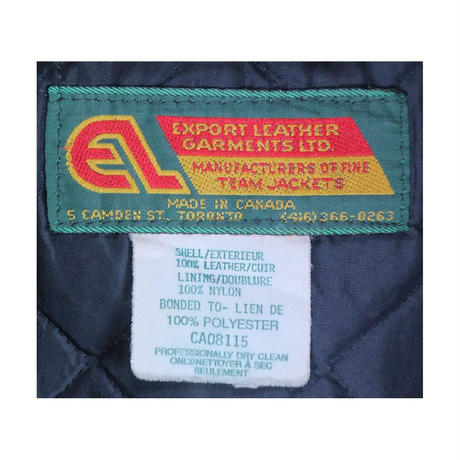 EL
EXPORT LEATHER
GARMENTS LTD.
MANUFACTURERS OF FINE
TEAM JACKETS
MADE IN CANADA
5 CAMDEN ST., TORONTO (416) 366-0263
SHELL/EXTERIEUR
100% LEATHER/CUIR
LINING/DOUBLURE
100% NYLON
BONDED TO- LIEN DE
100% POLYESTER
CA08115
PROFESSIONALLY DRY CLEAN
ONLY/NETTOYER À SEC
SEULEMENT